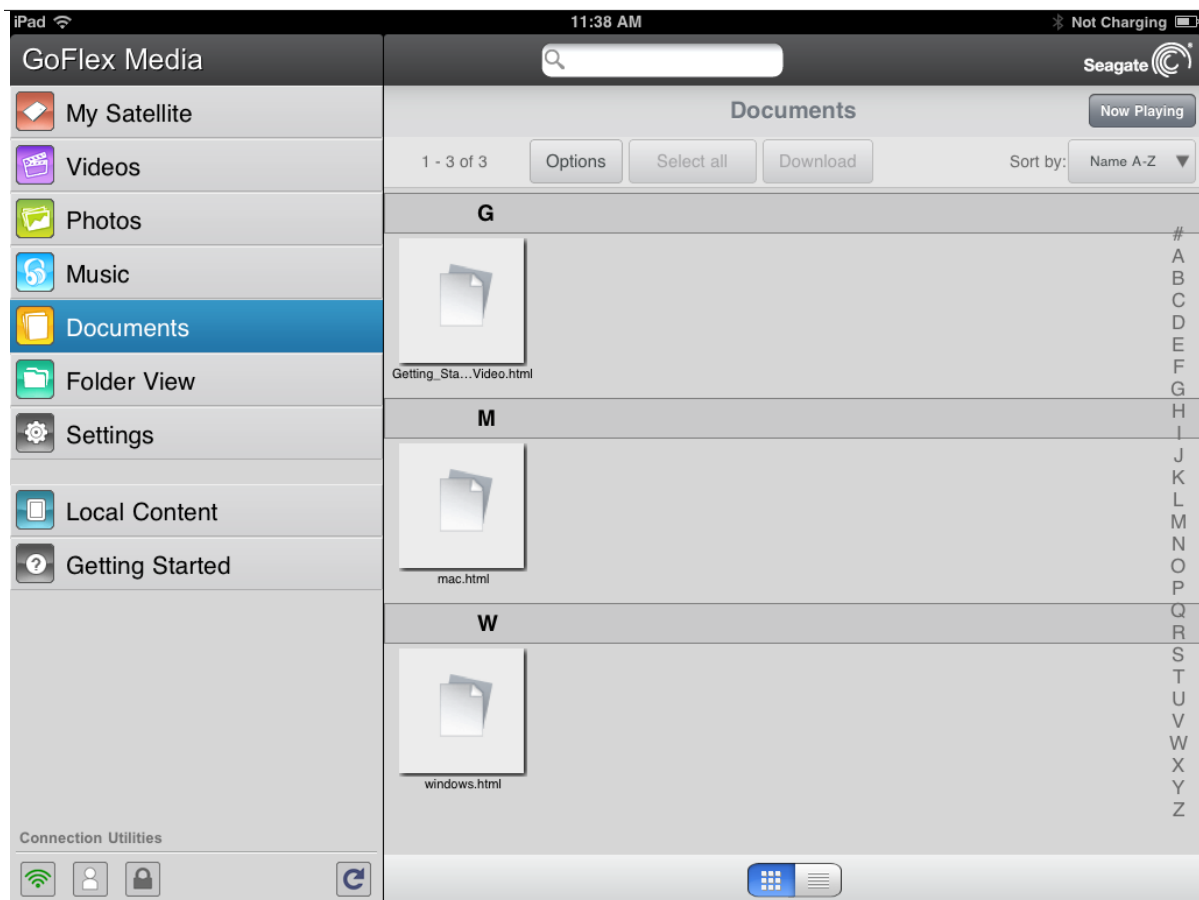 iPad 11:38 AM Not Charging
GoFlex Media
Seagate
My Satellite
Videos
Photos
Music
Documents
Folder View
Settings
Local Content
Getting Started
Connection Utilities
Documents
Now Playing
1 - 3 of 3 Options Select all Download Sort by: Name A-Z
G
Getting_Sta...Video.html
M
mac.html
W
windows.html
#
A
B
C
D
E
F
G
H
I
J
K
L
M
N
O
P
Q
R
S
T
U
V
W
X
Y
Z